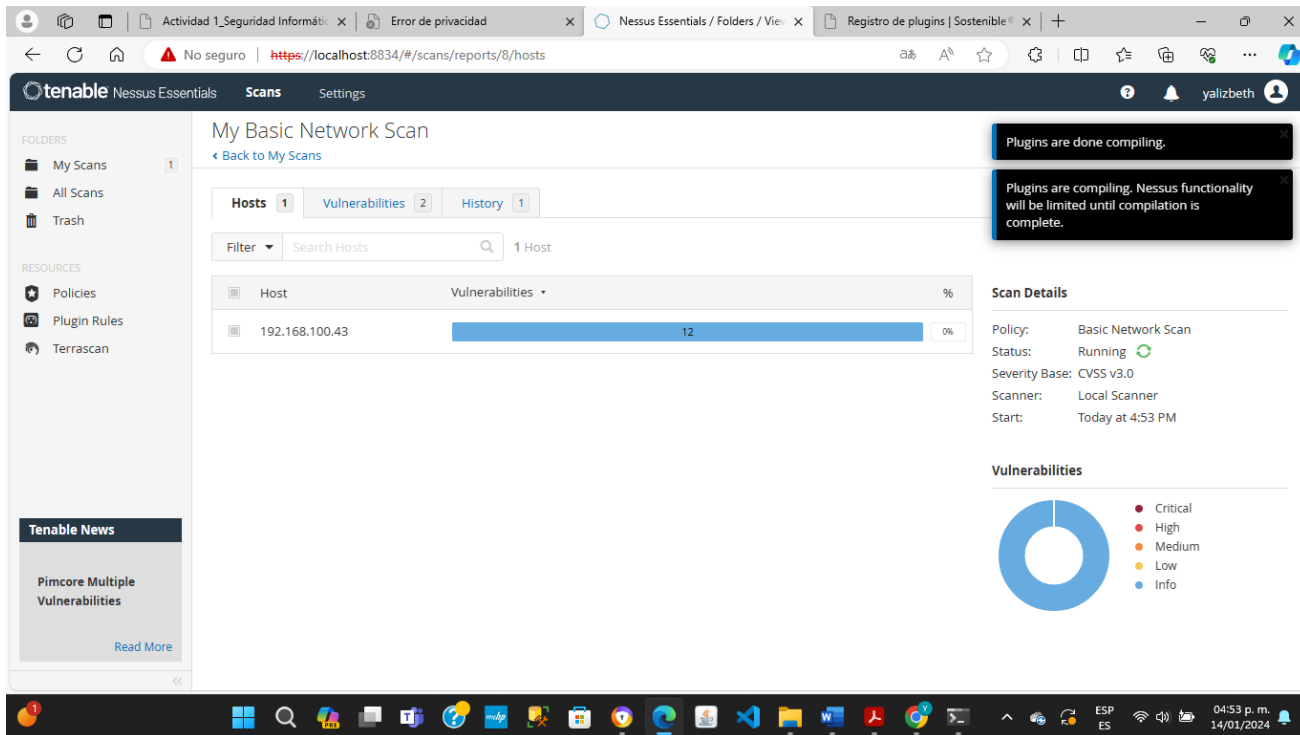 Actividad 1_Seguridad Informátic
Error de privacidad
Nessus Essentials / Folders / View
Registro de plugins | Sostenible
No seguro
https://localhost:8834/#/scans/reports/8/hosts
tenable Nessus Essentials
Scans
Settings
yalizbeth
FOLDERS
My Scans 1
All Scans
Trash
RESOURCES
Policies
Plugin Rules
Terrascan
Tenable News
Pimcore Multiple
Vulnerabilities
Read More
My Basic Network Scan
Back to My Scans
Hosts 1
Vulnerabilities 2
History 1
Filter
Search Hosts
1 Host
Host
Vulnerabilities
%
192.168.100.43
12
0%
Plugins are done compiling.
Plugins are compiling. Nessus functionality
will be limited until compilation is
complete.
Scan Details
Policy: Basic Network Scan
Status: Running
Severity Base: CVSS v3.0
Scanner: Local Scanner
Start: Today at 4:53 PM
Vulnerabilities
Critical
High
Medium
Low
Info
1
PRE
myhp
ESP
ES
04:53 p. m.
14/01/2024